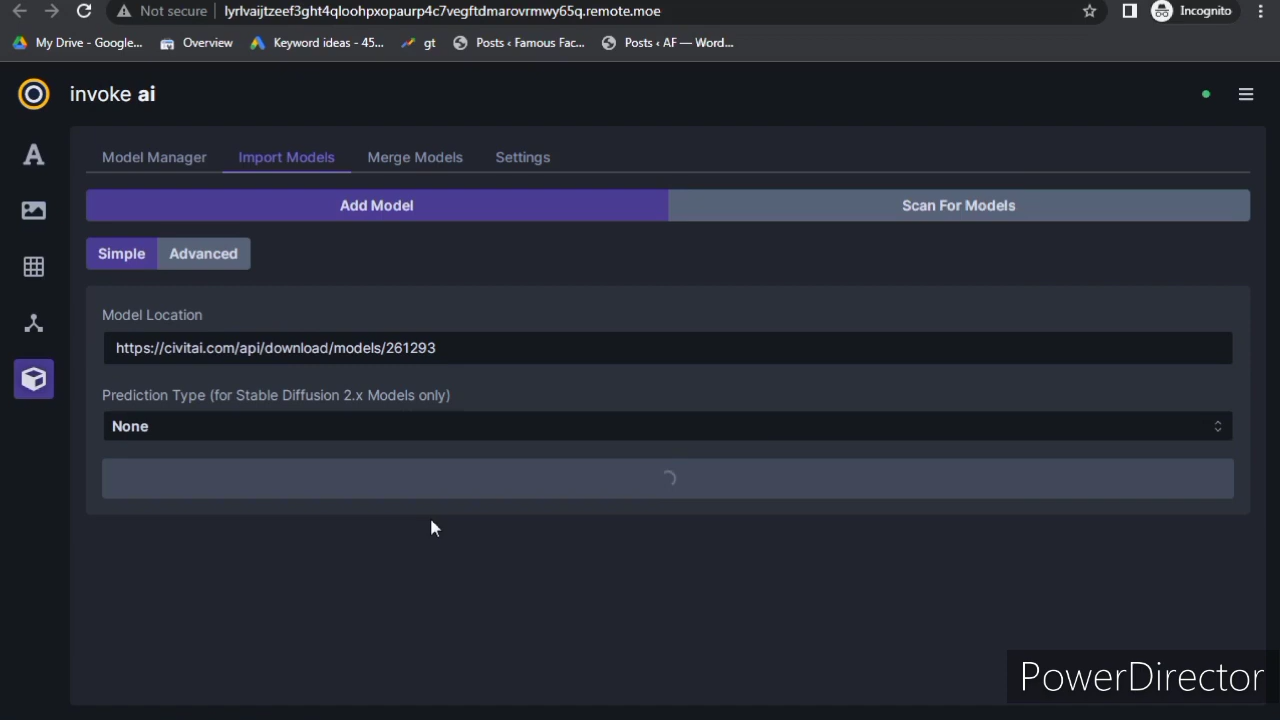 Not secure lyrlvaijtzeef3ght4qloohpxopaurp4c7vegftdmarovrmwy65q.remote.moe Incognito
My Drive - Google... Overview Keyword ideas - 45... gt Posts ‹ Famous Fac... Posts ‹ AF — Word...
invoke ai
Model Manager Import Models Merge Models Settings
Add Model Scan For Models
Simple Advanced
Model Location
https://civitai.com/api/download/models/261293
Prediction Type (for Stable Diffusion 2.x Models only)
None
PowerDirector